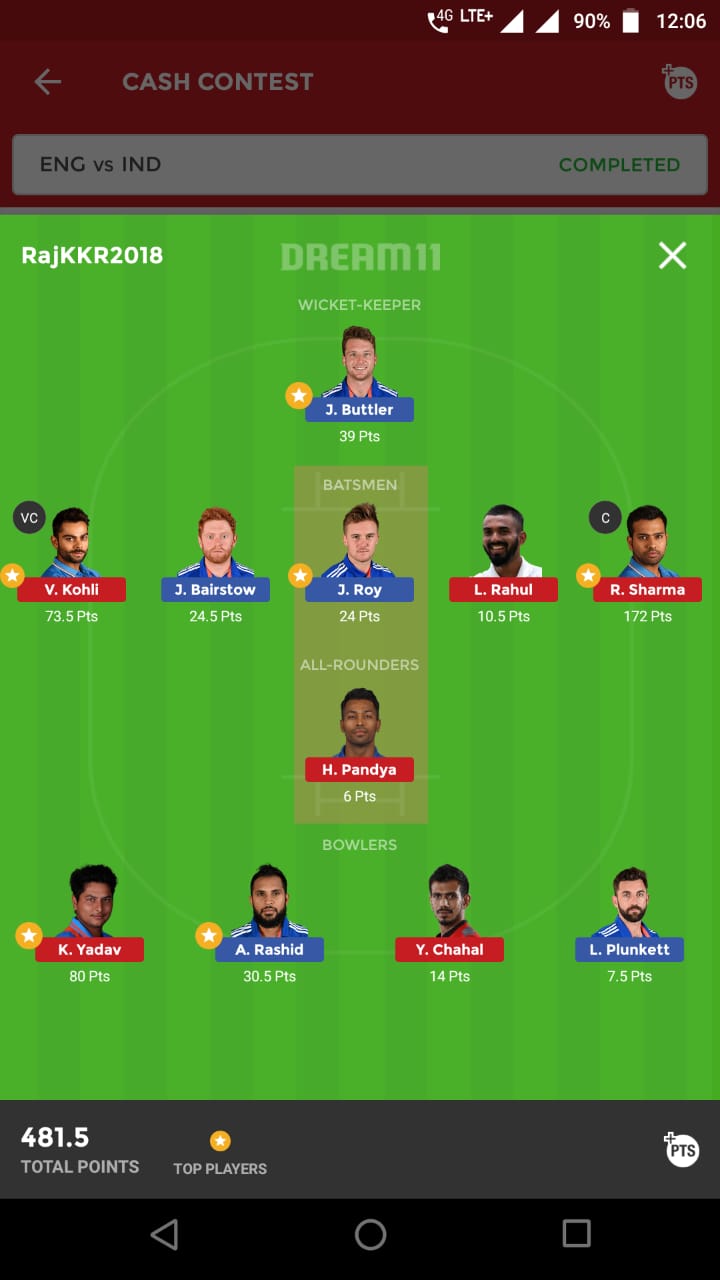 4G LTE+ 90% 12:06
CASH CONTEST
PTS
ENG vs IND COMPLETED
RajKKR2018 DREAM11
WICKET-KEEPER
J. Buttler
39 Pts
BATSMEN
VC C
V. Kohli J. Bairstow J. Roy L. Rahul R. Sharma
73.5 Pts 24.5 Pts 24 Pts 10.5 Pts 172 Pts
ALL-ROUNDERS
H. Pandya
6 Pts
BOWLERS
K. Yadav A. Rashid Y. Chahal L. Plunkett
80 Pts 30.5 Pts 14 Pts 7.5 Pts
481.5
TOTAL POINTS TOP PLAYERS
PTS